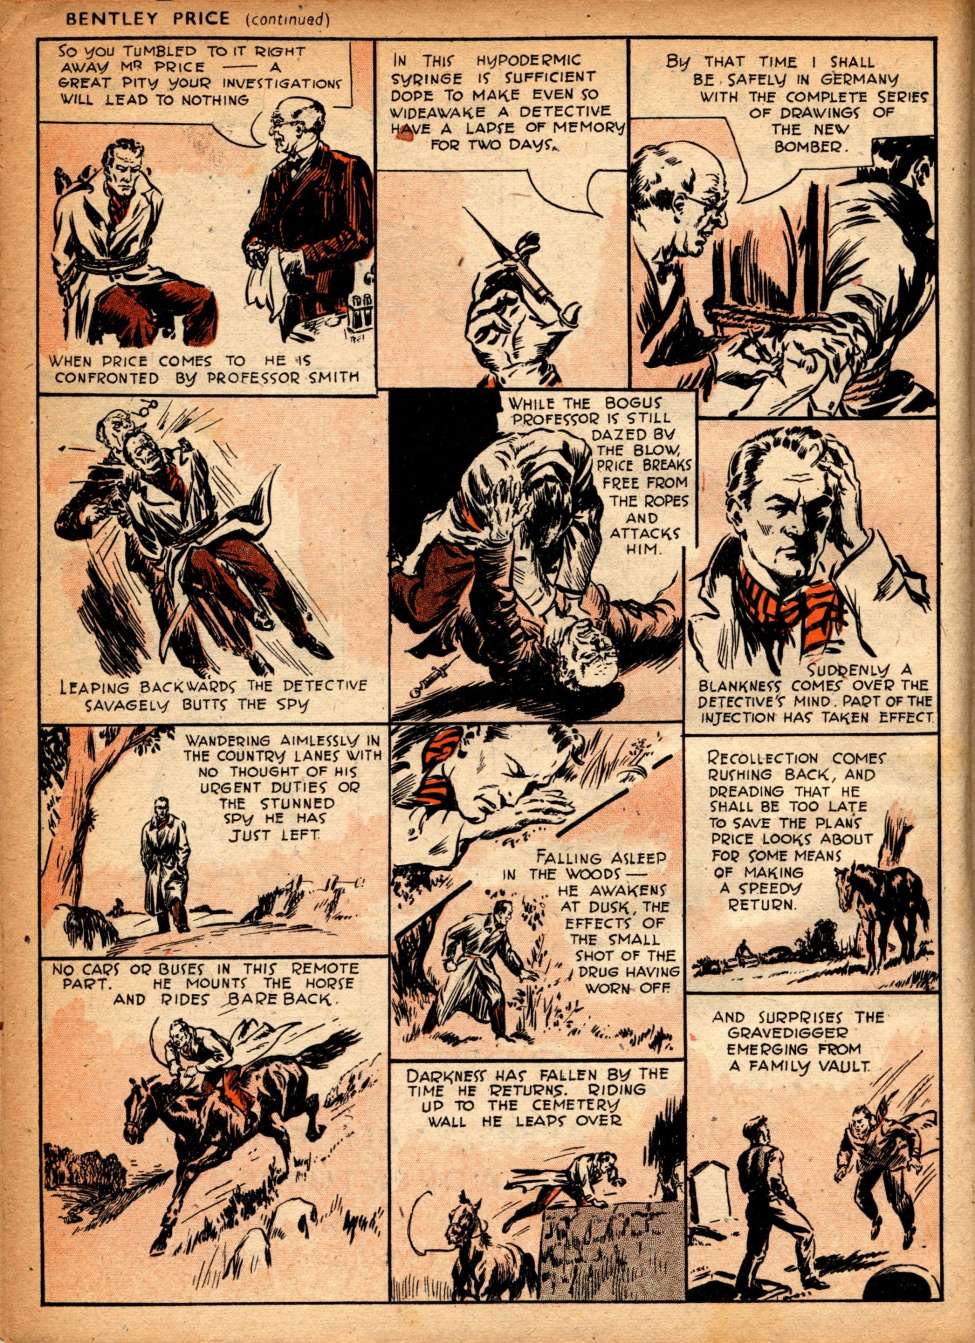 BENTLEY PRICE (continued)
SO YOU TUMBLED TO IT RIGHT
AWAY MR PRICE — A
GREAT PITY YOUR INVESTIGATIONS
WILL LEAD TO NOTHING
WHEN PRICE COMES TO HE IS
CONFRONTED BY PROFESSOR SMITH
IN THIS HYPODERMIC
SYRINGE IS SUFFICIENT
DOPE TO MAKE EVEN SO
WIDEAWAKE A DETECTIVE
HAVE A LAPSE OF MEMORY
FOR TWO DAYS.
BY THAT TIME I SHALL
BE SAFELY IN GERMANY
WITH THE COMPLETE SERIES
OF DRAWINGS OF
THE NEW
BOMBER.
LEAPING BACKWARDS THE DETECTIVE
SAVAGELY BUTTS THE SPY
WHILE THE BOGUS
PROFESSOR IS STILL
DAZED BY
THE BLOW,
PRICE BREAKS
FREE FROM
THE ROPES
AND
ATTACKS
HIM.
SUDDENLY A
BLANKNESS COMES OVER THE
DETECTIVE'S MIND. PART OF THE
INJECTION HAS TAKEN EFFECT
WANDERING AIMLESSLY IN
THE COUNTRY LANES WITH
NO THOUGHT OF HIS
URGENT DUTIES OR
THE STUNNED
SPY HE HAS
JUST LEFT.
FALLING ASLEEP
IN THE WOODS —
HE AWAKENS
AT DUSK, THE
EFFECTS OF
THE SMALL
SHOT OF THE
DRUG HAVING
WORN OFF.
RECOLLECTION COMES
RUSHING BACK, AND
DREADING THAT HE
SHALL BE TOO LATE
TO SAVE THE PLANS
PRICE LOOKS ABOUT
FOR SOME MEANS
OF MAKING
A SPEEDY
RETURN.
NO CARS OR BUSES IN THIS REMOTE
PART. HE MOUNTS THE HORSE
AND RIDES BAREBACK.
DARKNESS HAS FALLEN BY THE
TIME HE RETURNS. RIDING
UP TO THE CEMETERY
WALL HE LEAPS OVER
AND SURPRISES THE
GRAVEDIGGER
EMERGING FROM
A FAMILY VAULT.